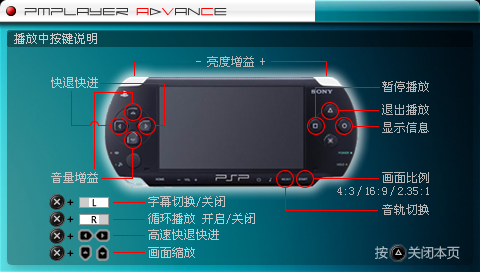 PMPLAYER ADVANCE
播放中按键说明
- 亮度增益 +
快退快进
暂停播放
SONY
退出播放
显示信息
音量增益
PSP
画面比例
4:3/16:9/2.35:1
音轨切换
+ L 字幕切换/关闭
+ R 循环播放 开启/关闭
+ 高速快退快进
+ 画面缩放
按 关闭本页